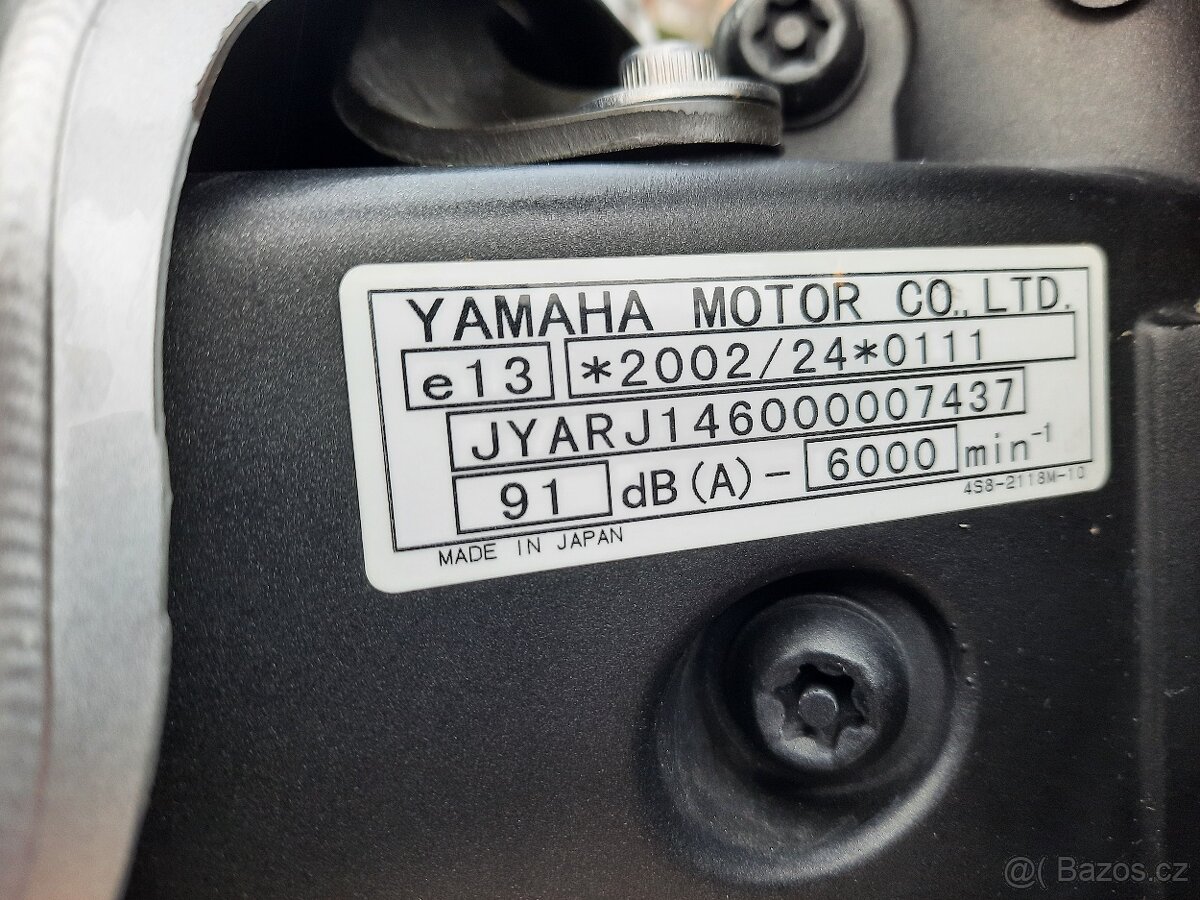 YAMAHA MOTOR CO., LTD.
e13 *2002/24*0111
JYARJ146000007437
91 dB(A) - 6000 min⁻¹
4S8-2118M-10
MADE IN JAPAN
@( Bazos.cz